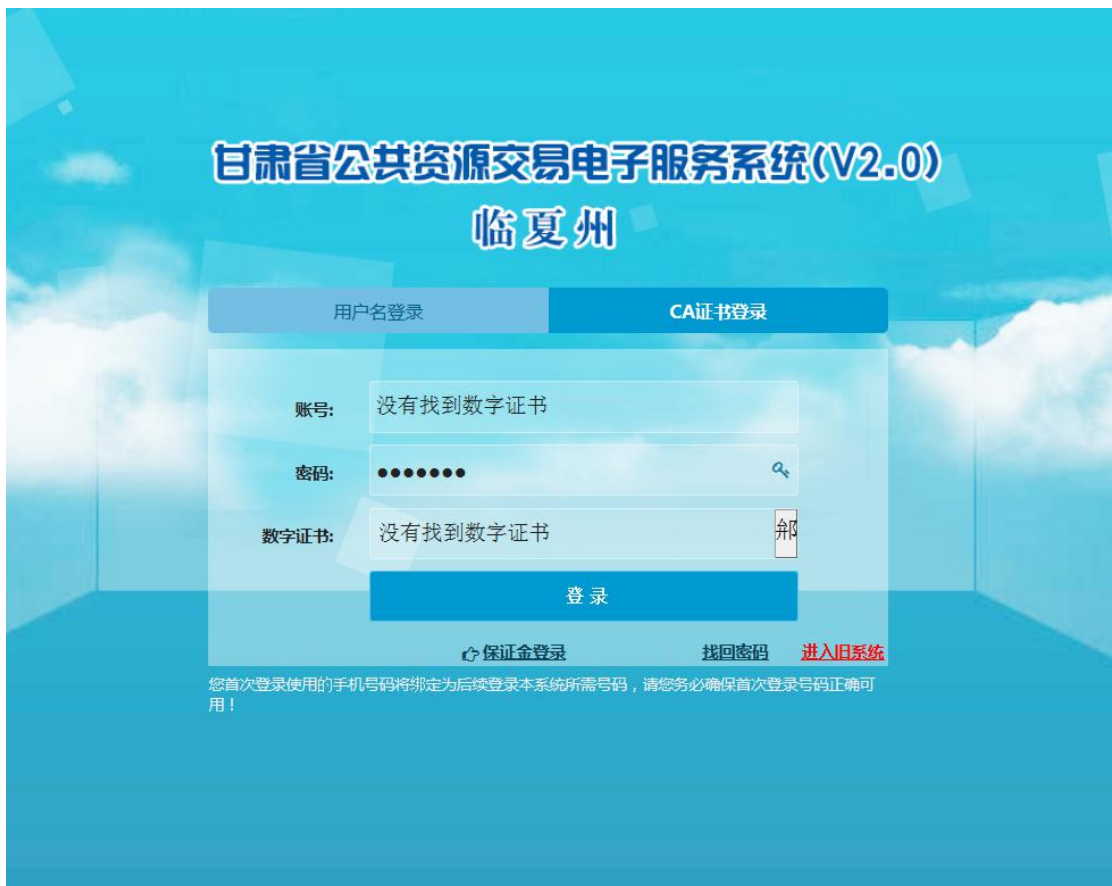 甘肃省公共资源交易电子服务系统(V2.0)
临夏州
用户名登录 CA证书登录
账号: 没有找到数字证书
密码: ●●●●●●●
数字证书: 没有找到数字证书
登 录
保证金登录 找回密码 进入旧系统
您首次登录使用的手机号码将绑定为后续登录本系统所需号码，请您务必确保首次登录号码正确可
用！